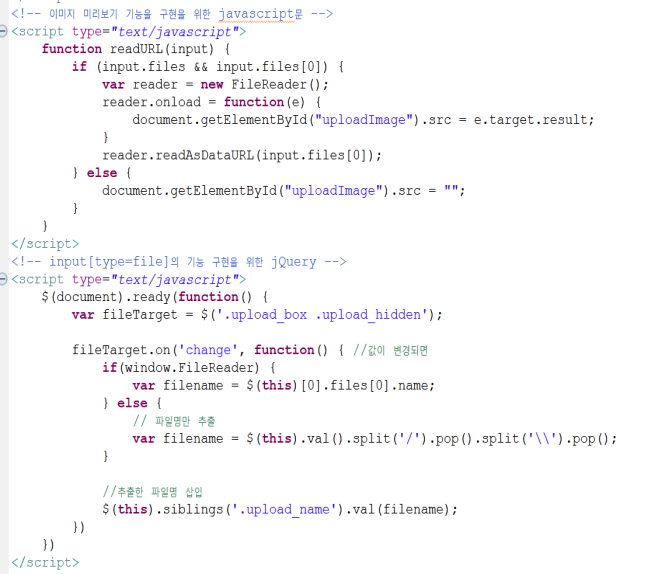 <!-- 이미지 미리보기 기능을 구현을 위한 javascript문 -->
<script type="text/javascript">
    function readURL(input) {
        if (input.files && input.files[0]) {
            var reader = new FileReader();
            reader.onload = function(e) {
                document.getElementById("uploadImage").src = e.target.result;
            }
            reader.readAsDataURL(input.files[0]);
        } else {
            document.getElementById("uploadImage").src = "";
        }
    }
</script>
<!-- input[type=file]의 기능 구현을 위한 jQuery -->
<script type="text/javascript">
    $(document).ready(function() {
        var fileTarget = $('.upload_box .upload_hidden');

        fileTarget.on('change', function() { //값이 변경되면
            if(window.FileReader) {
                var filename = $(this)[0].files[0].name;
            } else {
                // 파일명만 추출
                var filename = $(this).val().split('/').pop().split('\\').pop();
            }

            //추출한 파일명 삽입
            $(this).siblings('.upload_name').val(filename);
        })
    })
</script>